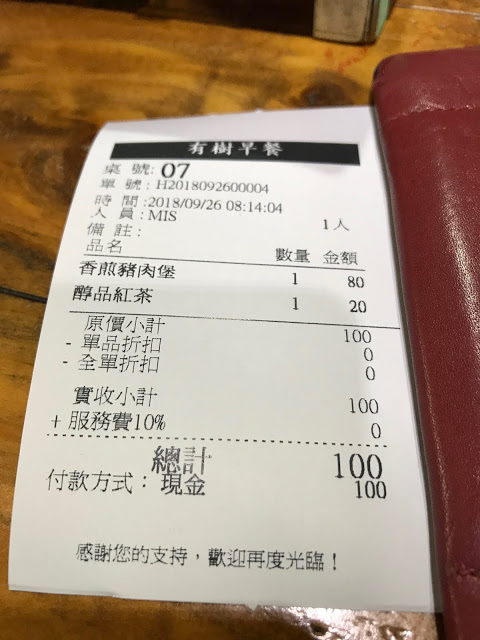 有樹早餐
桌 號: 07
單 號 : H2018092600004
時 間 :2018/09/26 08:14:04
人 員 : MIS 1人
備 註 :
品名 數量 金額
香煎豬肉堡 1 80
醇品紅茶 1 20
原價小計 100
- 單品折扣 0
- 全單折扣 0
實收小計 100
+ 服務費10% 0
總計 100
付款方式： 現金 100
感謝您的支持，歡迎再度光臨！